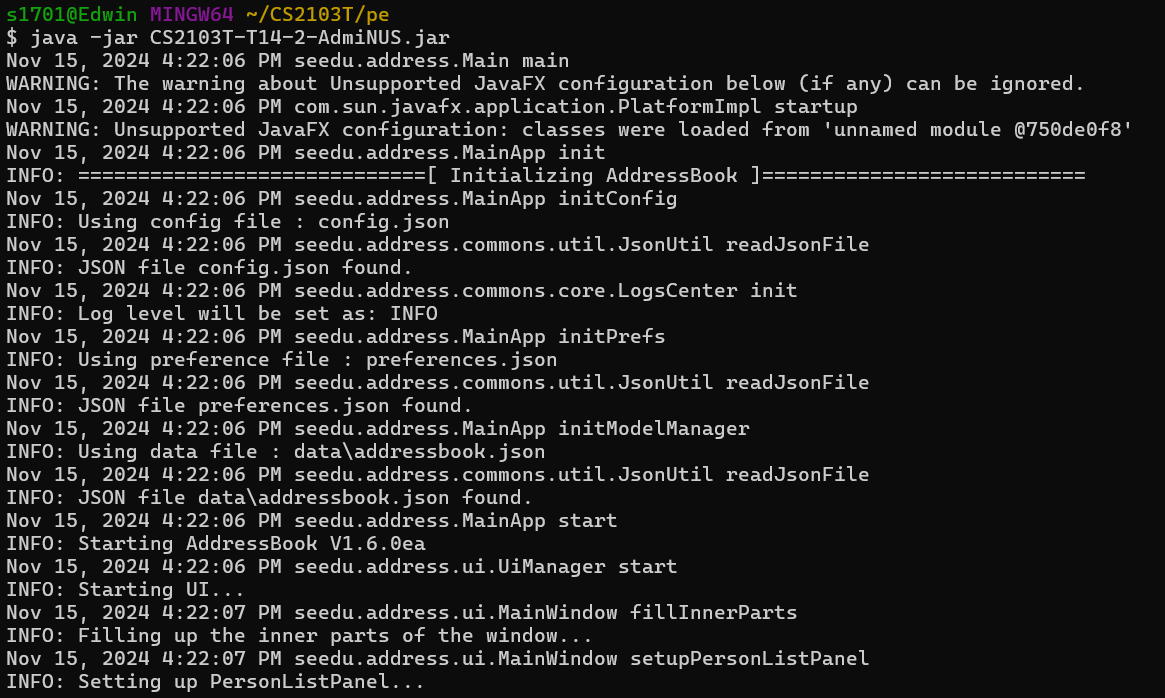 s1701@Edwin MINGW64 ~/CS2103T/pe
$ java -jar CS2103T-T14-2-AdmiNUS.jar
Nov 15, 2024 4:22:06 PM seedu.address.Main main
WARNING: The warning about Unsupported JavaFX configuration below (if any) can be ignored.
Nov 15, 2024 4:22:06 PM com.sun.javafx.application.PlatformImpl startup
WARNING: Unsupported JavaFX configuration: classes were loaded from 'unnamed module @750de0f8'
Nov 15, 2024 4:22:06 PM seedu.address.MainApp init
INFO: =============================[ Initializing AddressBook ]===========================
Nov 15, 2024 4:22:06 PM seedu.address.MainApp initConfig
INFO: Using config file : config.json
Nov 15, 2024 4:22:06 PM seedu.address.commons.util.JsonUtil readJsonFile
INFO: JSON file config.json found.
Nov 15, 2024 4:22:06 PM seedu.address.commons.core.LogsCenter init
INFO: Log level will be set as: INFO
Nov 15, 2024 4:22:06 PM seedu.address.MainApp initPrefs
INFO: Using preference file : preferences.json
Nov 15, 2024 4:22:06 PM seedu.address.commons.util.JsonUtil readJsonFile
INFO: JSON file preferences.json found.
Nov 15, 2024 4:22:06 PM seedu.address.MainApp initModelManager
INFO: Using data file : data\addressbook.json
Nov 15, 2024 4:22:06 PM seedu.address.commons.util.JsonUtil readJsonFile
INFO: JSON file data\addressbook.json found.
Nov 15, 2024 4:22:06 PM seedu.address.MainApp start
INFO: Starting AddressBook V1.6.0ea
Nov 15, 2024 4:22:06 PM seedu.address.ui.UiManager start
INFO: Starting UI...
Nov 15, 2024 4:22:07 PM seedu.address.ui.MainWindow fillInnerParts
INFO: Filling up the inner parts of the window...
Nov 15, 2024 4:22:07 PM seedu.address.ui.MainWindow setupPersonListPanel
INFO: Setting up PersonListPanel...